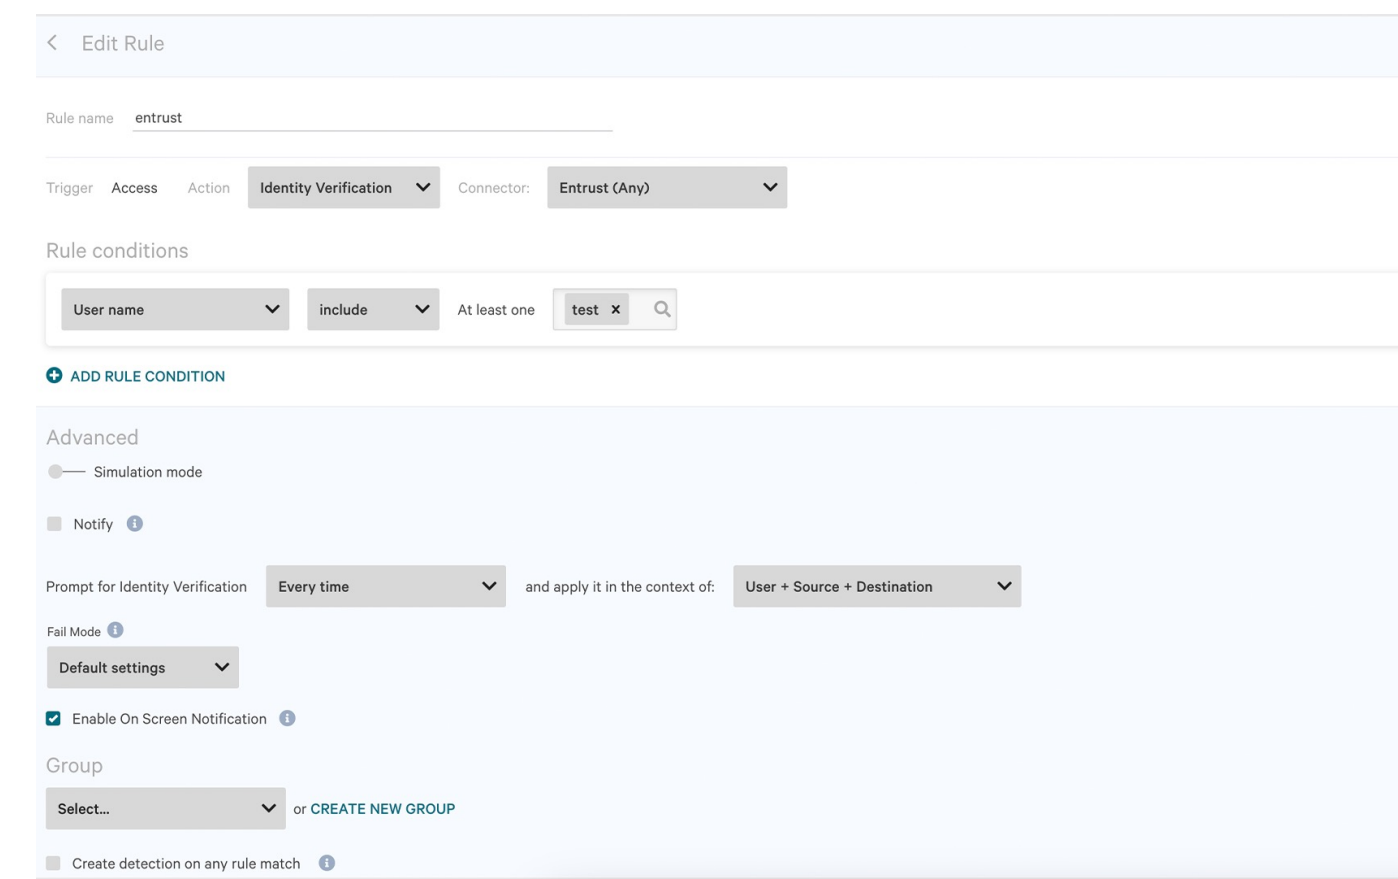 Edit Rule
Rule name entrust
Trigger Access Action Identity Verification Connector: Entrust (Any)
Rule conditions
User name include At least one test ×
ADD RULE CONDITION
Advanced
Simulation mode
Notify
Prompt for Identity Verification Every time and apply it in the context of: User + Source + Destination
Fail Mode
Default settings
Enable On Screen Notification
Group
Select... or CREATE NEW GROUP
Create detection on any rule match